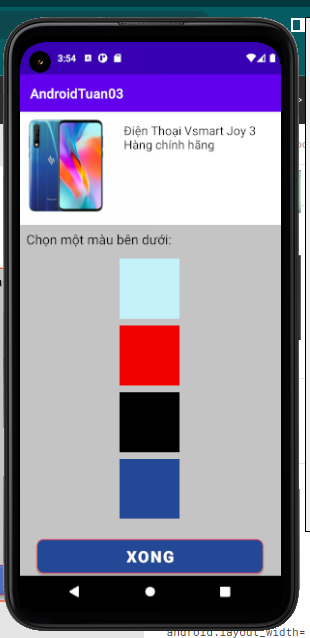 3:54
AndroidTuan03
Điện Thoại Vsmart Joy 3
Hàng chính hãng
Chọn một màu bên dưới:
XONG
android:layout_width=